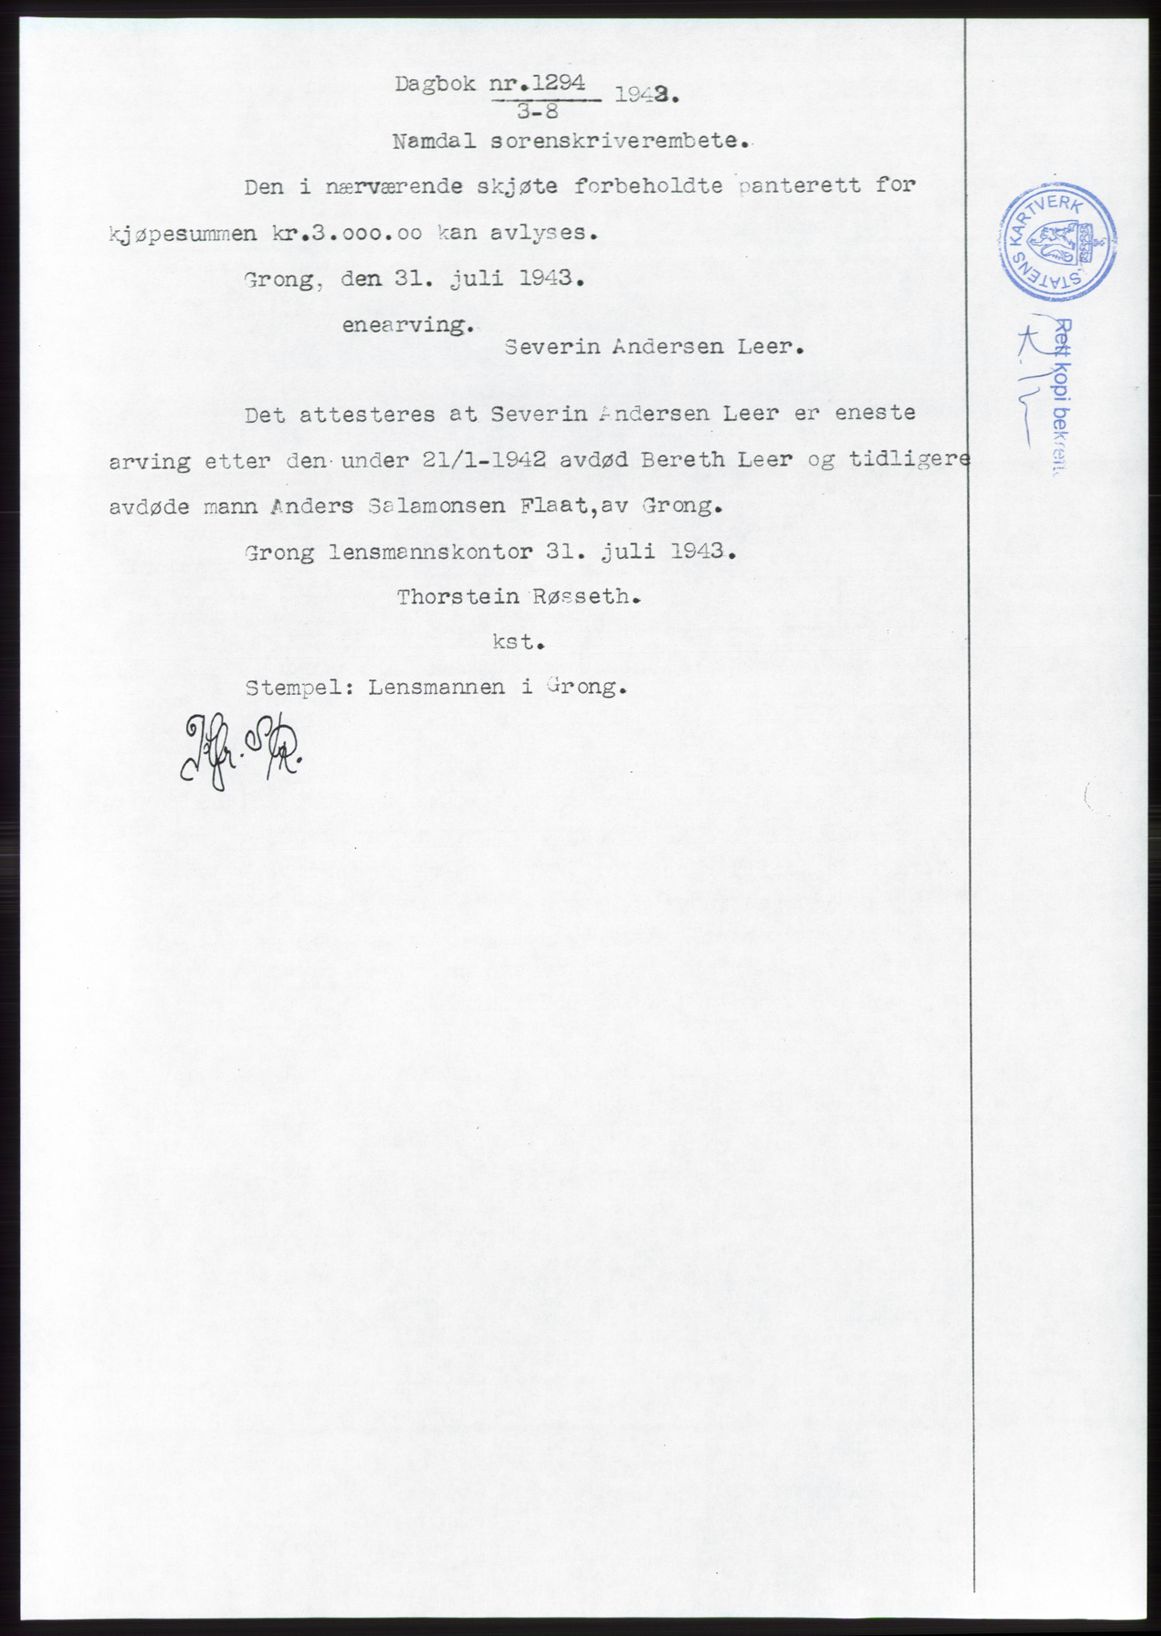 Dagbok nr.1294 1943.
3-8
Namdal sorenskriverembete.
Den i nærværende skjøte forbeholdte panterett for
kjøpesummen kr.3.ooo.oo kan avlyses.
Grong, den 31. juli 1943.
enearving.
Severin Andersen Leer.
Det attesteres at Severin Andersen Leer er eneste
arving etter den under 21/1-1942 avdød Bereth Leer og tidligere
avdøde mann Anders Salamonsen Flaat,av Grong.
Grong lensmannskontor 31. juli 1943.
Thorstein Røsseth.
kst.
Stempel: Lensmannen i Grong.
STATENS KARTVERK
Rett kopi bekreft